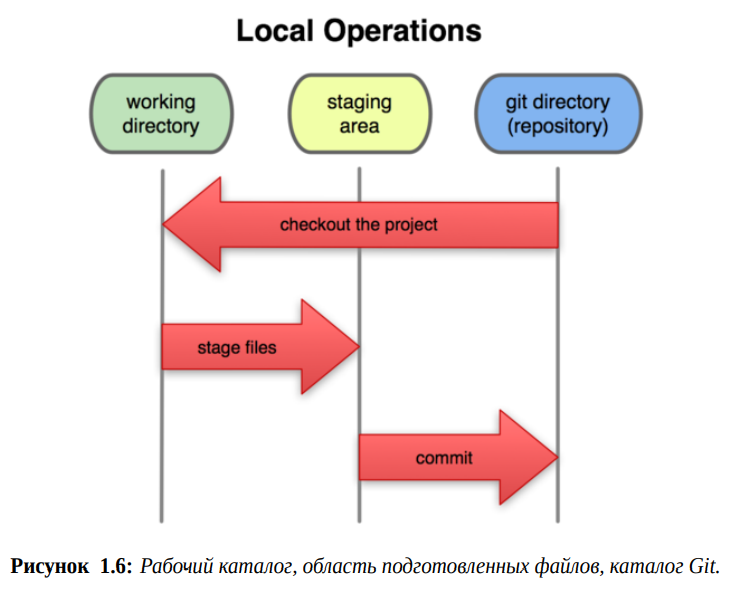 Local Operations
working
directory
staging
area
git directory
(repository)
checkout the project
stage files
commit
Рисунок 1.6: Рабочий каталог, область подготовленных файлов, каталог Git.